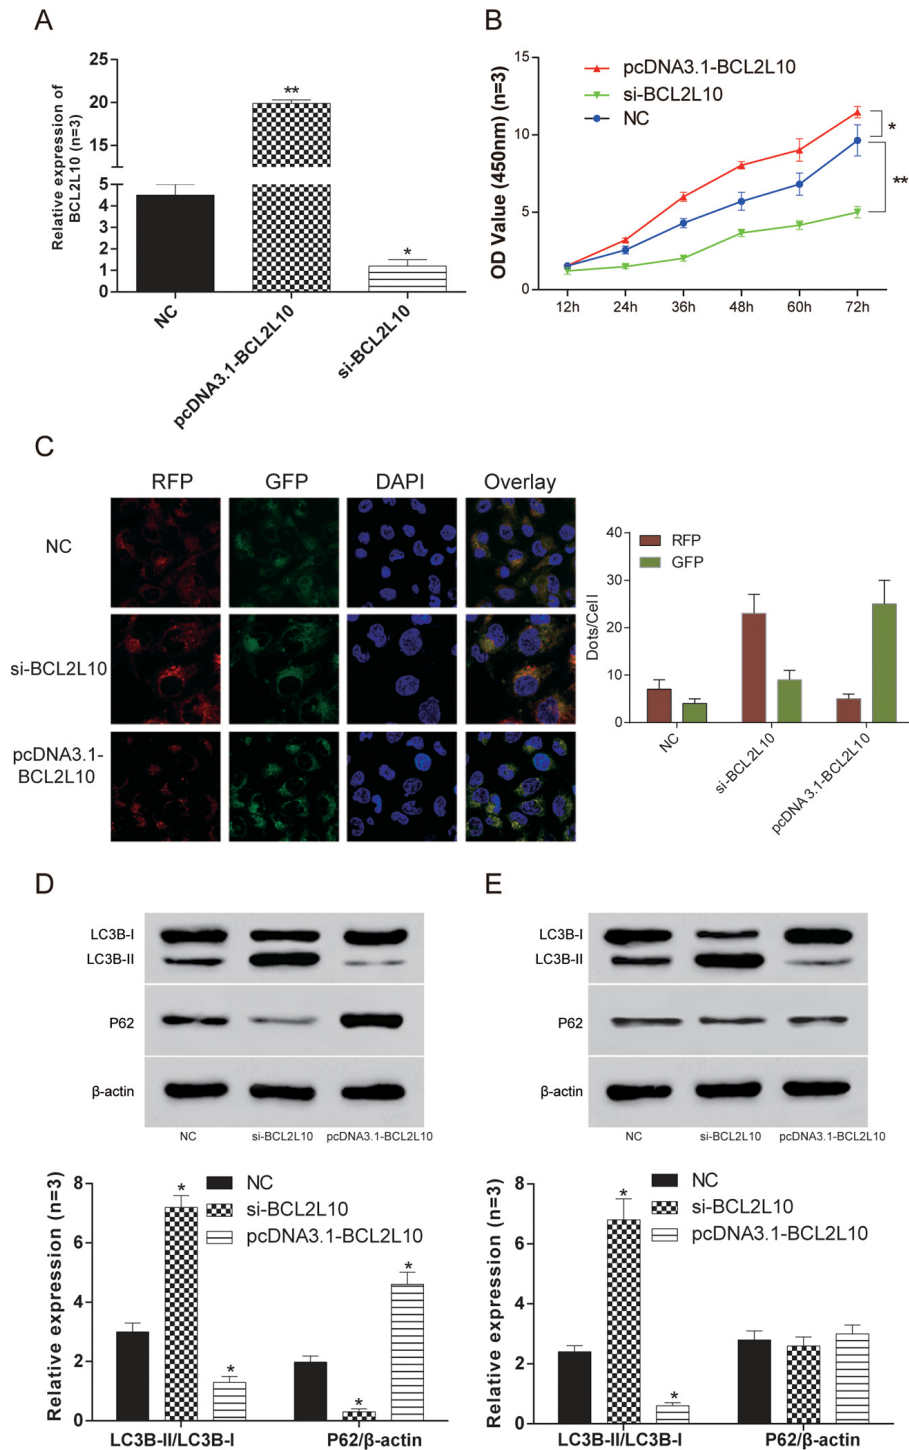 A
Relative expression of
BCL2L10 (n=3)
25
20
15
5
4
3
2
1
0
**
*
NC
pcDNA3.1-BCL2L10
si-BCL2L10
B
OD Value (450nm) (n=3)
15
10
5
0
pcDNA3.1-BCL2L10
si-BCL2L10
NC
*
**
12h 24h 36h 48h 60h 72h
C
RFP GFP DAPI Overlay
NC
si-BCL2L10
pcDNA3.1-
BCL2L10
Dots/Cell
40
30
20
10
0
RFP
GFP
NC
si-BCL2L10
pcDNA3.1-BCL2L10
D
LC3B-I
LC3B-II
P62
β-actin
NC si-BCL2L10 pcDNA3.1-BCL2L10
Relative expression (n=3)
8
6
4
2
0
NC
si-BCL2L10
pcDNA3.1-BCL2L10
*
*
*
*
LC3B-II/LC3B-I P62/β-actin
E
LC3B-I
LC3B-II
P62
β-actin
NC si-BCL2L10 pcDNA3.1-BCL2L10
Relative expression (n=3)
8
6
4
2
0
NC
si-BCL2L10
pcDNA3.1-BCL2L10
*
*
LC3B-II/LC3B-I P62/β-actin